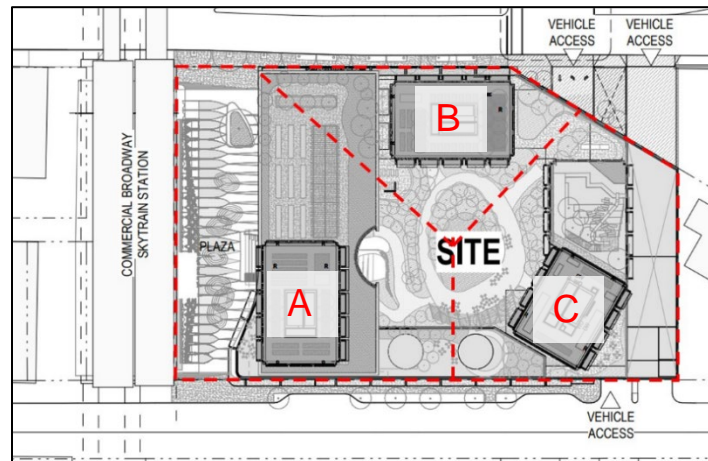 VEHICLE
ACCESS
VEHICLE
ACCESS
B
COMMERCIAL BROADWAY
SKYTRAIN STATION
PLAZA
SITE
A
C
VEHICLE
ACCESS